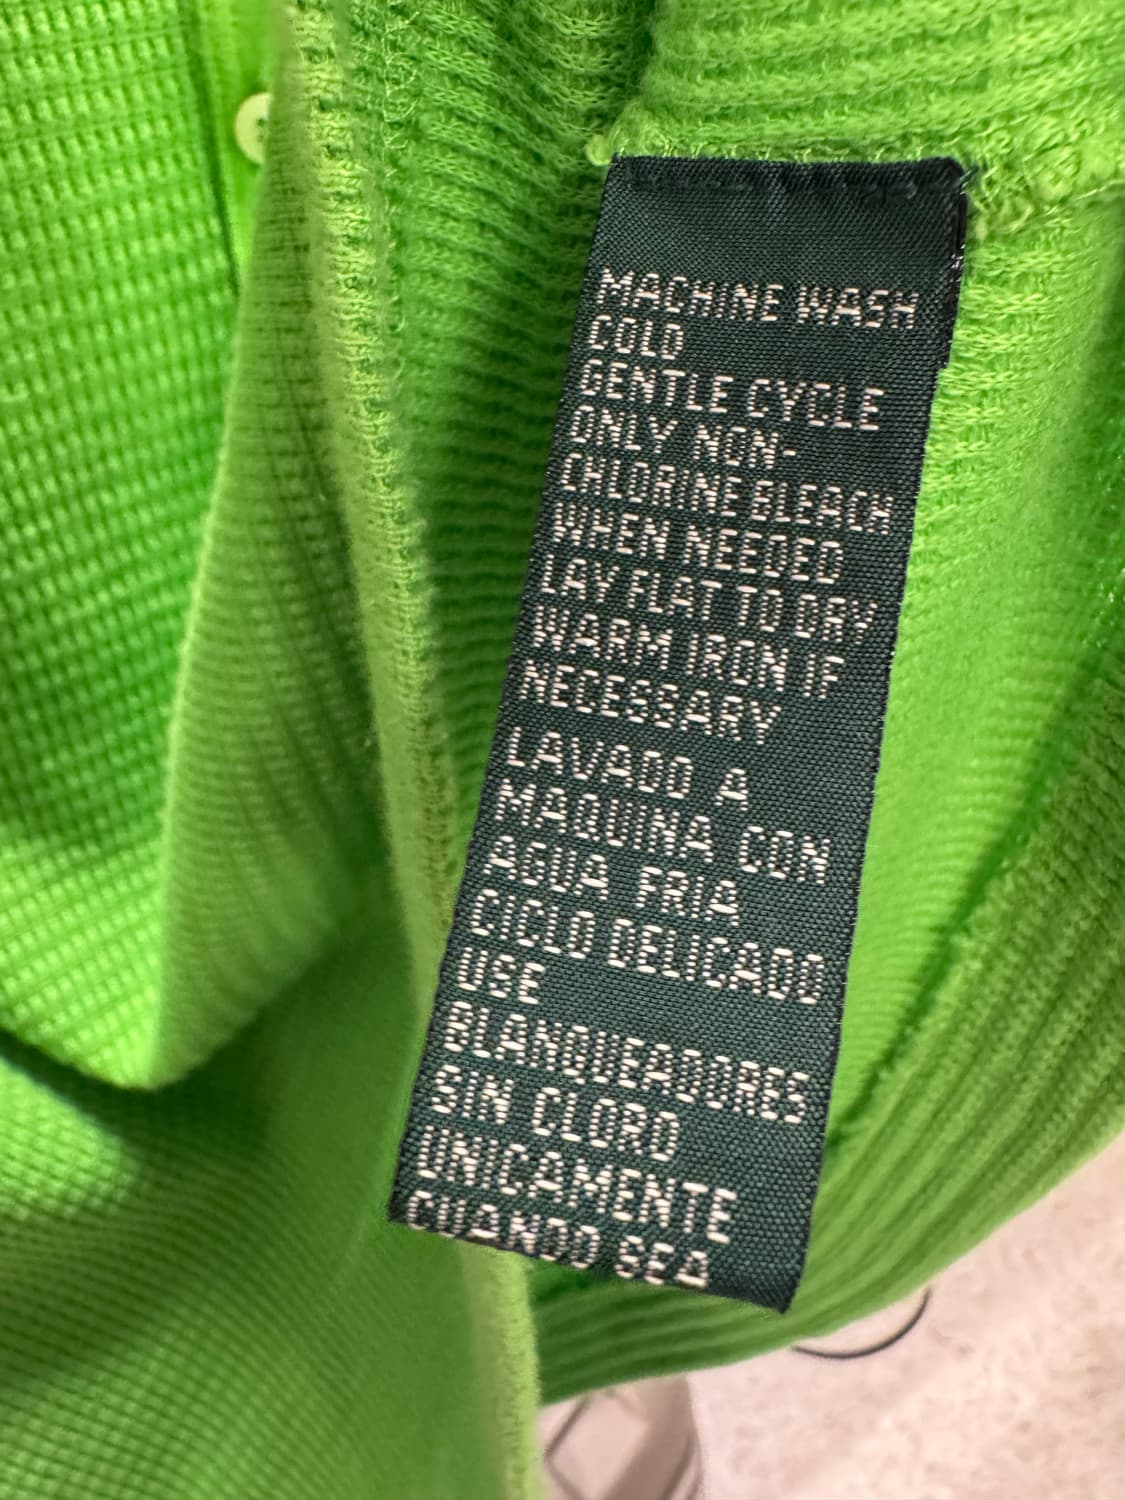 MACHINE WASH
COLD
GENTLE CYCLE
ONLY NON-
CHLORINE BLEACH
WHEN NEEDED
LAY FLAT TO DRY
WARM IRON IF
NECESSARY
LAVADO A
MAQUINA CON
AGUA FRIA
CICLO DELICADO
USE
BLANQUEADORES
SIN CLORO
UNICAMENTE
CUANDO SEA